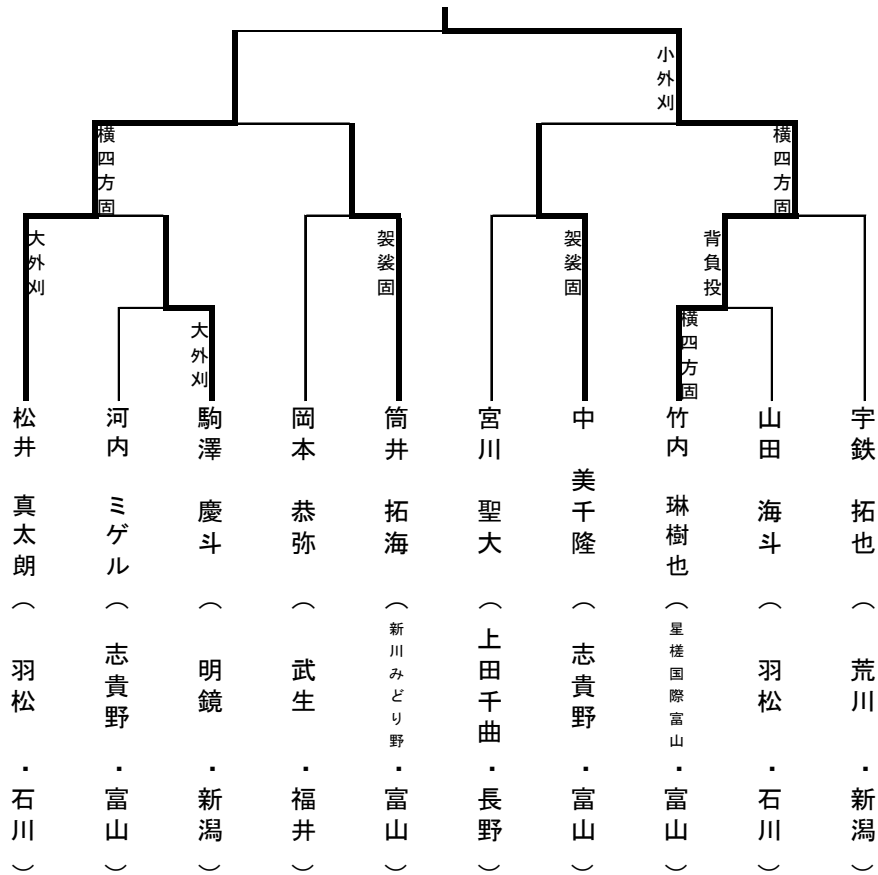 小外刈
横四方固
横四方固
大外刈
袈裟固
袈裟固
背負投
大外刈
横四方固
松井 真太朗（羽松・石川）
河内 ミゲル（志貴野・富山）
駒澤 慶斗（明鏡・新潟）
岡本 恭弥（武生・福井）
筒井 拓海（新川みどり野・富山）
宮川 聖大（上田千曲・長野）
中 美千隆（志貴野・富山）
竹内 琳樹也（星槎国際富山・富山）
山田 海斗（羽松・石川）
宇鉄 拓也（荒川・新潟）